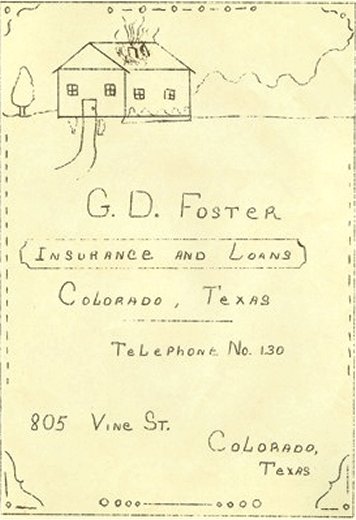 G. D. Foster
Insurance and Loans
Colorado, Texas
Telephone No. 130
805 Vine St.
Colorado,
Texas